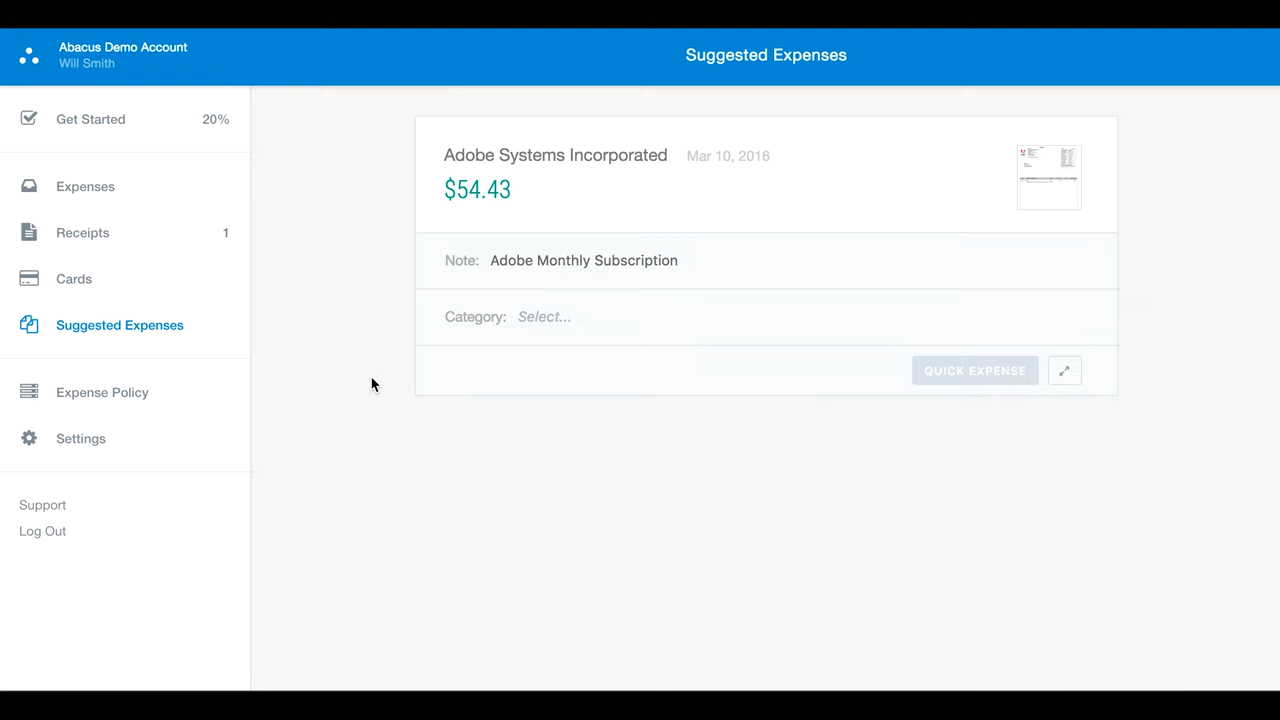 Abacus Demo Account
Will Smith
Suggested Expenses
Get Started 20%
Expenses
Receipts 1
Cards
Suggested Expenses
Expense Policy
Settings
Support
Log Out
Adobe Systems Incorporated Mar 10, 2016
$54.43
Note: Adobe Monthly Subscription
Category: Select...
QUICK EXPENSE